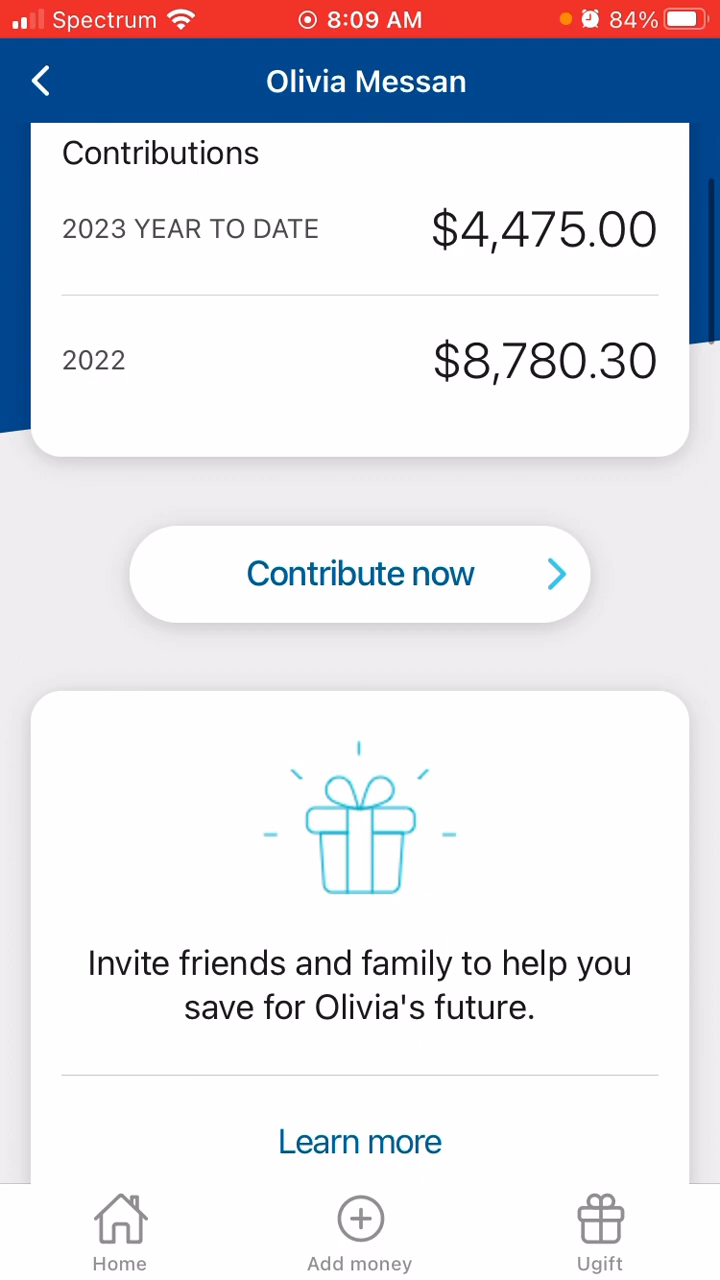 Spectrum 8:09 AM 84%
Olivia Messan
Contributions
2023 YEAR TO DATE $4,475.00
2022 $8,780.30
Contribute now
Invite friends and family to help you
save for Olivia's future.
Learn more
Home Add money Ugift